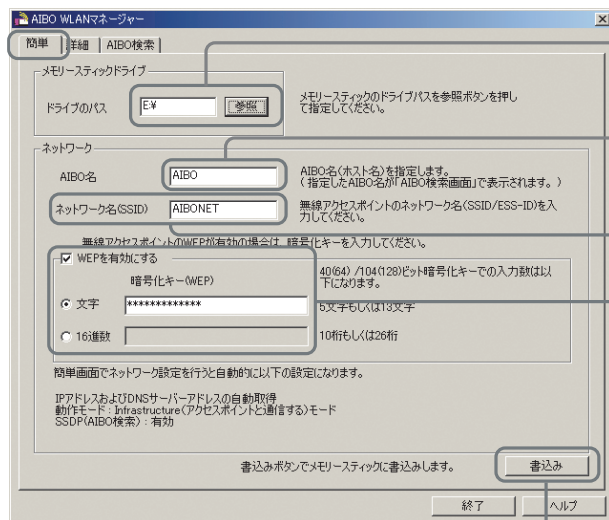 AIBO WLANマネージャー
簡単 詳細 AIBO検索
メモリースティックドライブ
ドライブのパス E:¥ 参照 メモリースティックのドライブパスを参照ボタンを押し
て指定してください。
ネットワーク
AIBO名 AIBO AIBO名(ホスト名)を指定します。
(指定したAIBO名が「AIBO検索画面」で表示されます。)
ネットワーク名(SSID) AIBONET 無線アクセスポイントのネットワーク名(SSID/ESS-ID)を入
力してください。
無線アクセスポイントのWEPが有効の場合は、暗号化キーを入力してください。
WEPを有効にする
暗号化キー(WEP) 40(64) /104(128)ビット暗号化キーでの入力数は以
下になります。
文字 ************* 5文字もしくは13文字
16進数 10桁もしくは26桁
簡単画面でネットワーク設定を行うと自動的に以下の設定になります。
IPアドレスおよびDNSサーバーアドレスの自動取得
動作モード : Infrastructure(アクセスポイントと通信する)モード
SSDP(AIBO検索) : 有効
書込みボタンでメモリースティックに書込みします。 書込み
終了 ヘルプ